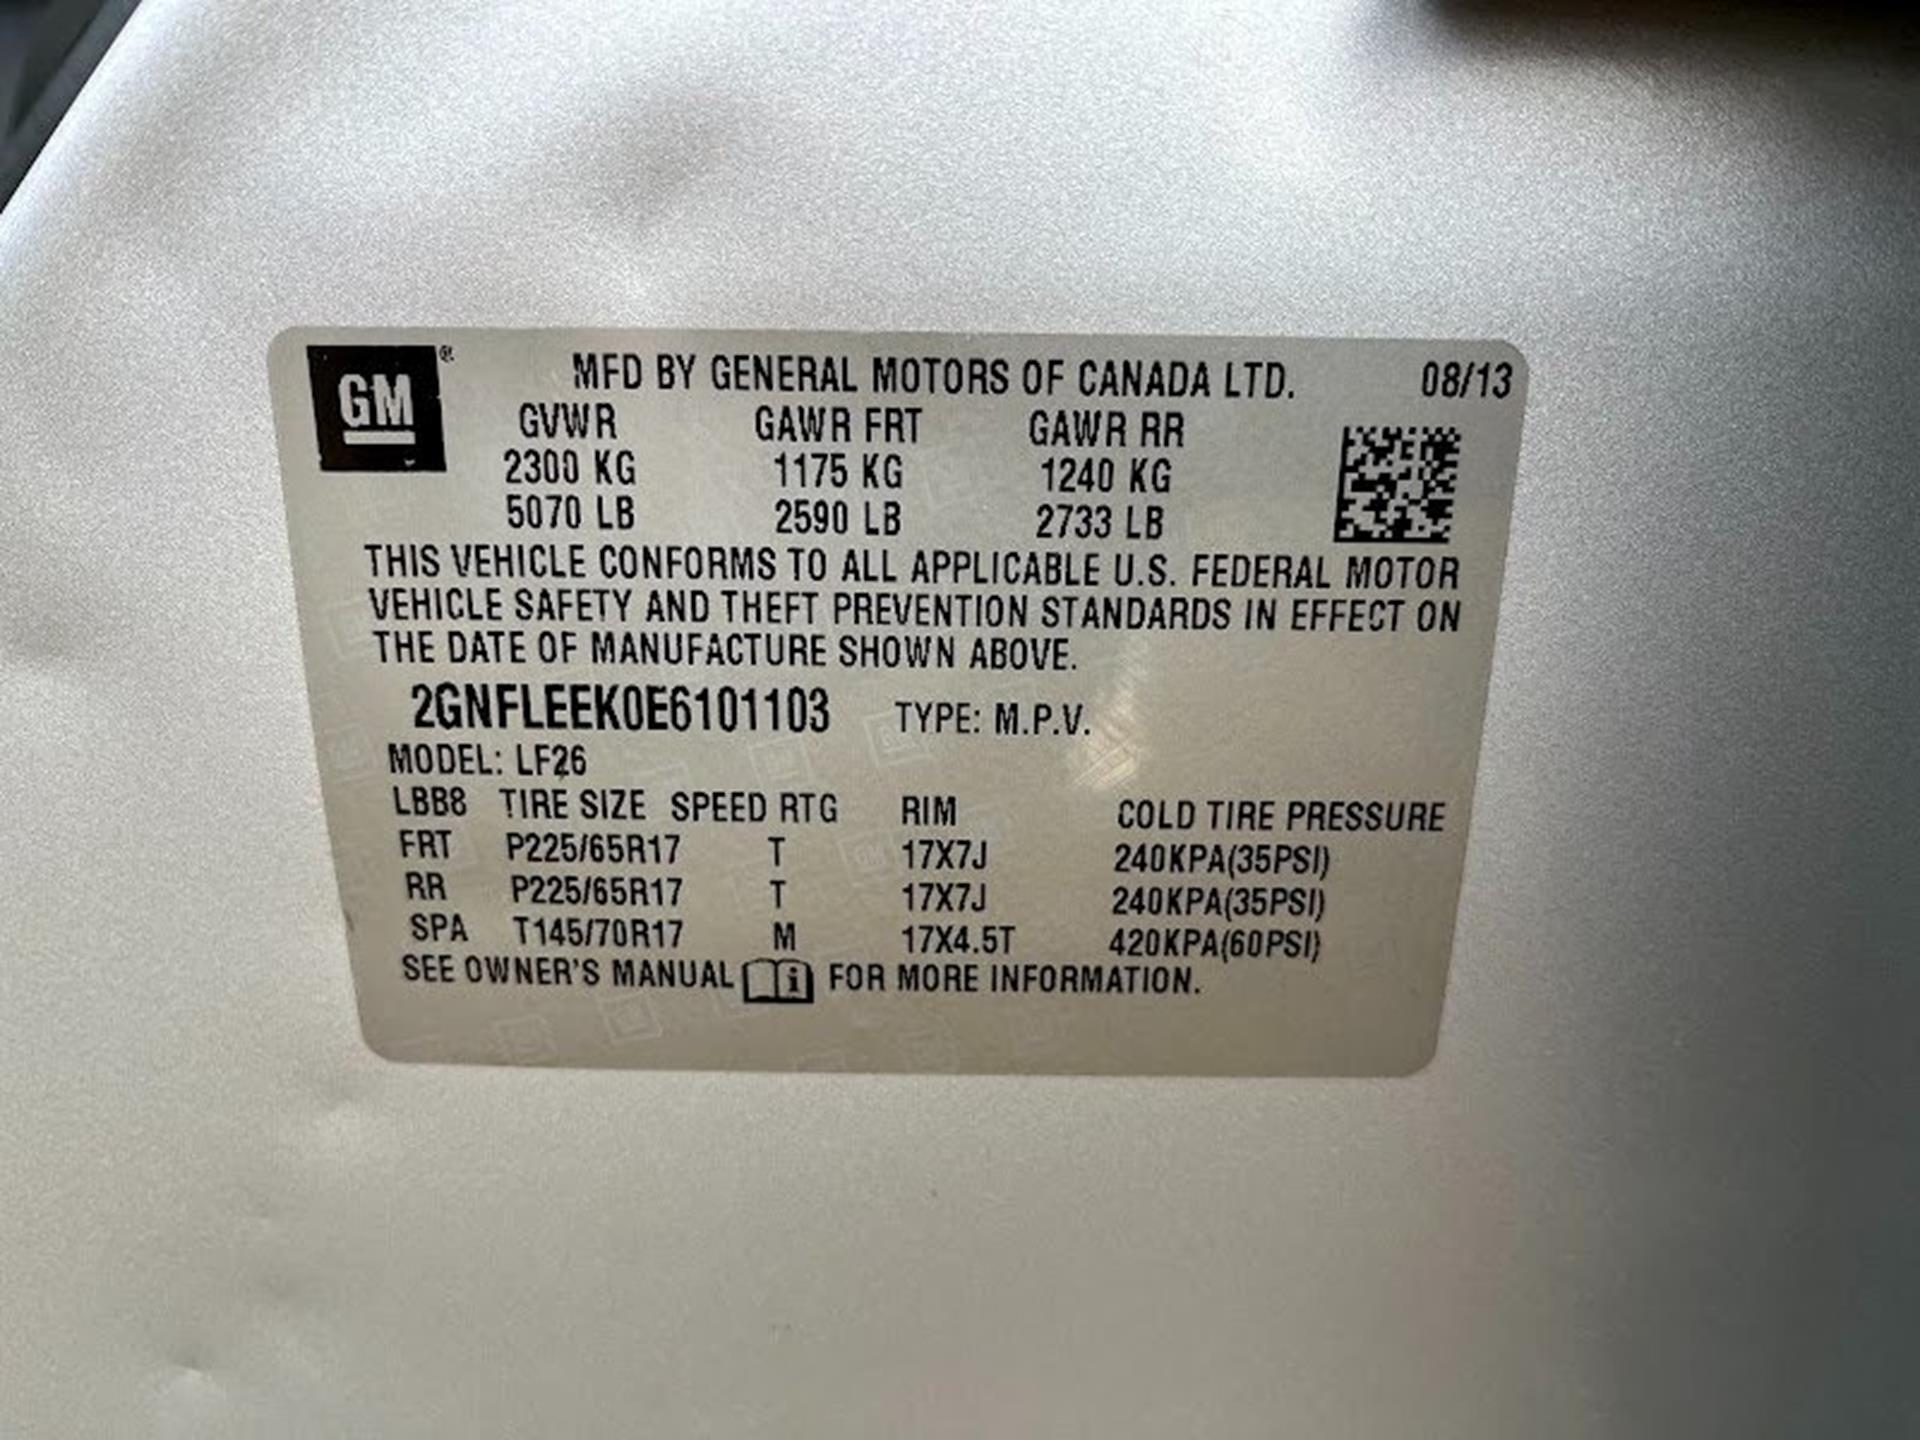 GM ® MFD BY GENERAL MOTORS OF CANADA LTD. 08/13
GVWR GAWR FRT GAWR RR
2300 KG 1175 KG 1240 KG
5070 LB 2590 LB 2733 LB
THIS VEHICLE CONFORMS TO ALL APPLICABLE U.S. FEDERAL MOTOR
VEHICLE SAFETY AND THEFT PREVENTION STANDARDS IN EFFECT ON
THE DATE OF MANUFACTURE SHOWN ABOVE.
2GNFLEEK0E6101103 TYPE: M.P.V.
MODEL: LF26
LBB8 TIRE SIZE SPEED RTG RIM COLD TIRE PRESSURE
FRT P225/65R17 T 17X7J 240KPA(35PSI)
RR P225/65R17 T 17X7J 240KPA(35PSI)
SPA T145/70R17 M 17X4.5T 420KPA(60PSI)
SEE OWNER'S MANUAL i FOR MORE INFORMATION.